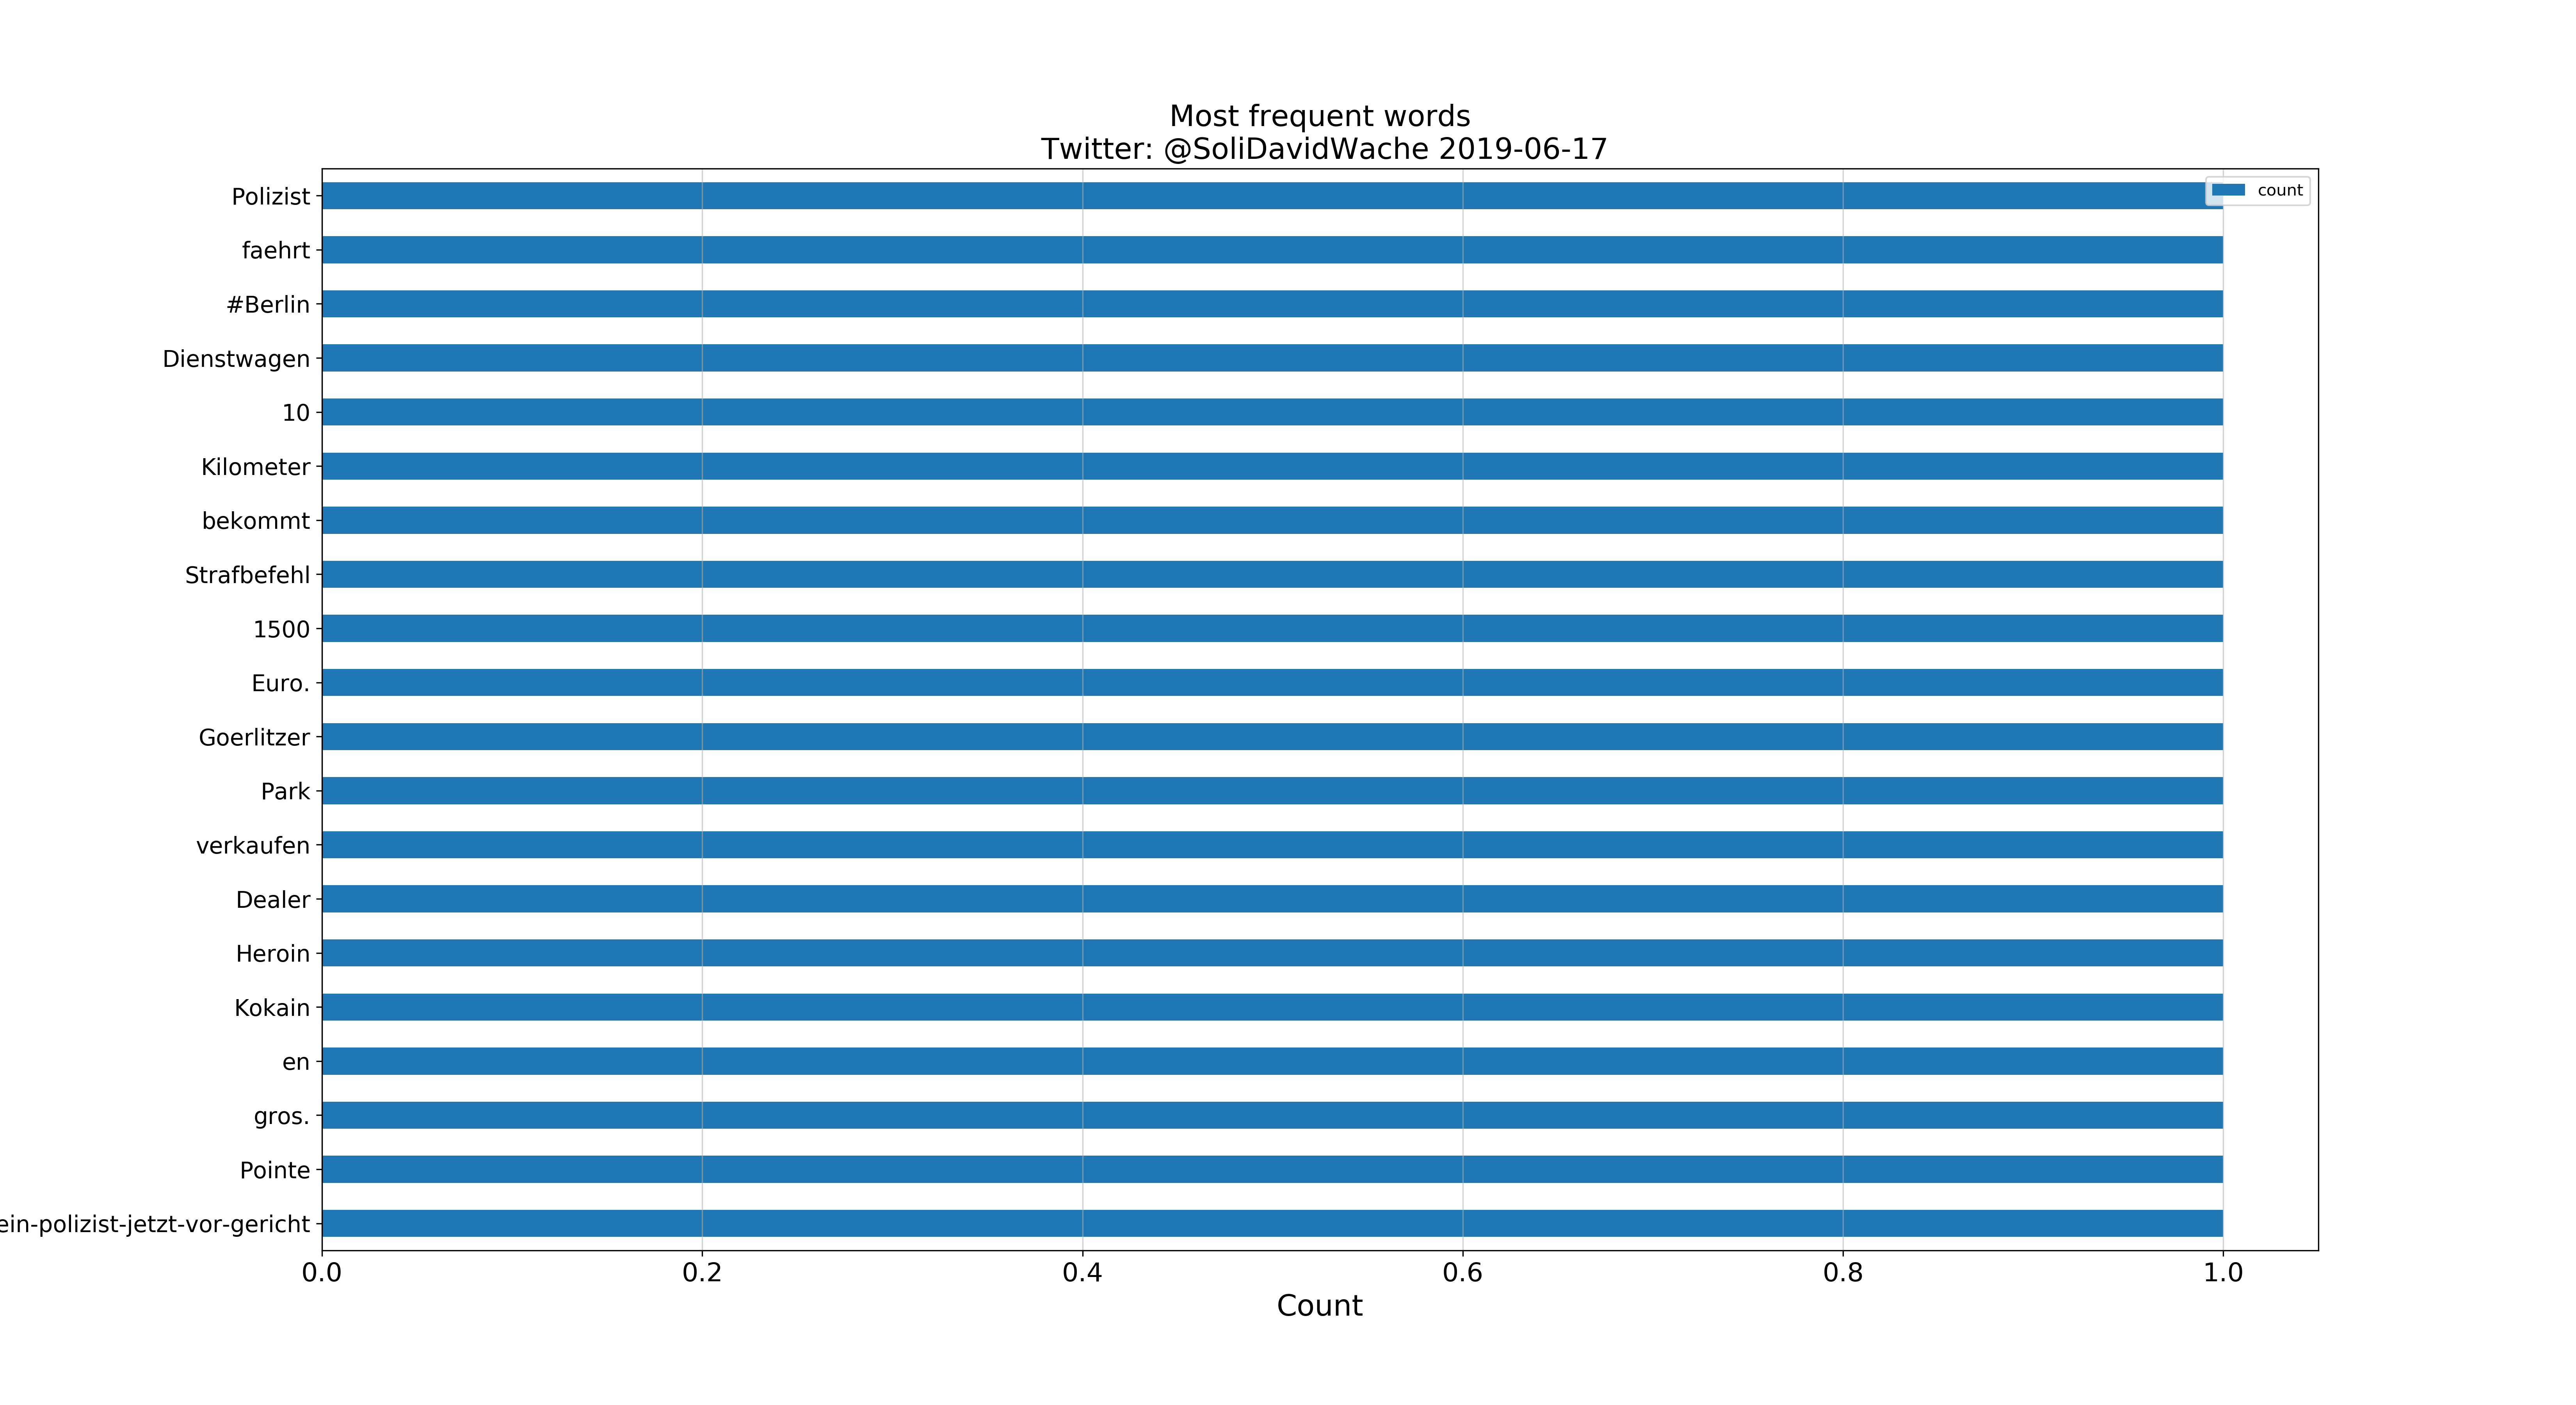 Most frequent words
Twitter: @SoliDavidWache 2019-06-17
count
Polizist
faehrt
#Berlin
Dienstwagen
10
Kilometer
bekommt
Strafbefehl
1500
Euro.
Goerlitzer
Park
verkaufen
Dealer
Heroin
Kokain
en
gros.
Pointe
ein-polizist-jetzt-vor-gericht
0.0 0.2 0.4 0.6 0.8 1.0
Count